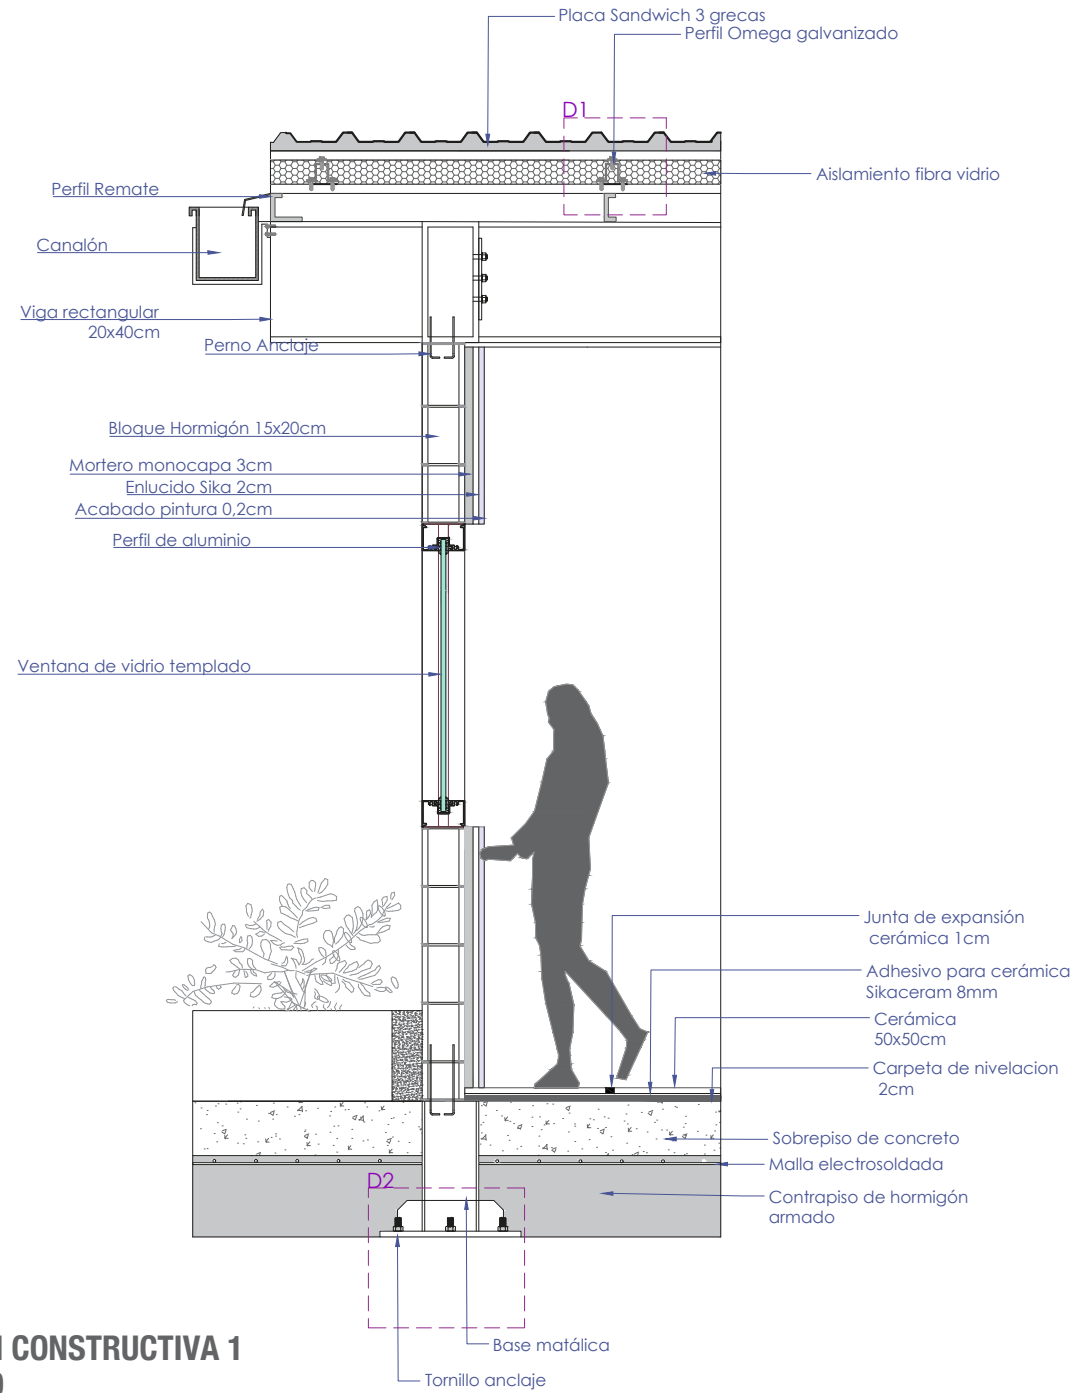 Placa Sandwich 3 grecas
Perfil Omega galvanizado
D1
Aislamiento fibra vidrio
Perfil Remate
Canalón
Viga rectangular
20x40cm
Perno Anclaje
Bloque Hormigón 15x20cm
Mortero monocapa 3cm
Enlucido Sika 2cm
Acabado pintura 0,2cm
Perfil de aluminio
Ventana de vidrio templado
Junta de expansión
cerámica 1cm
Adhesivo para cerámica
Sikaceram 8mm
Cerámica
50x50cm
Carpeta de nivelacion
2cm
Sobrepiso de concreto
Malla electrosoldada
D2
Contrapiso de hormigón
armado
Base matálica
Tornillo anclaje
CONSTRUCTIVA 1